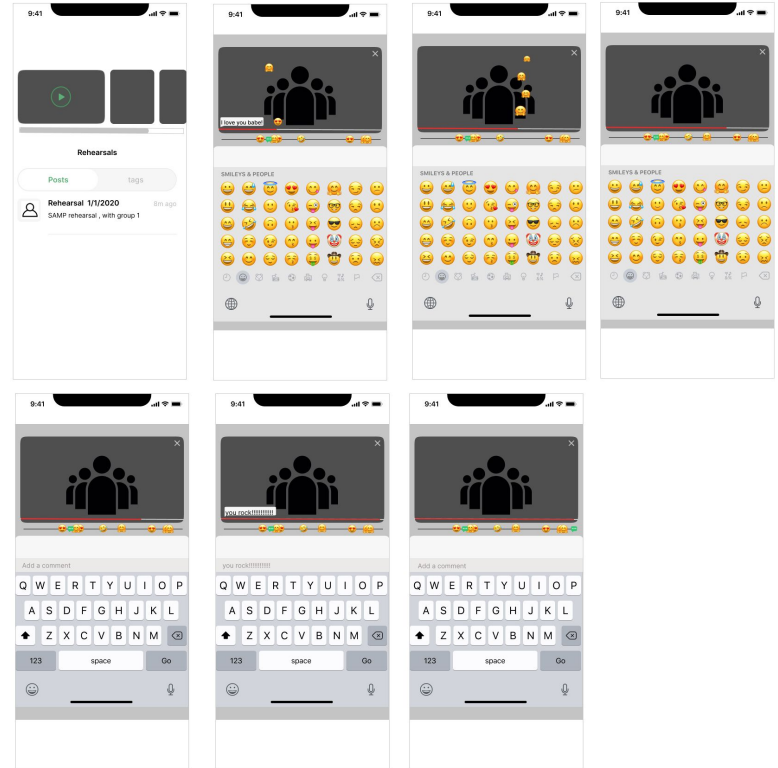 9:41
Rehearsals
Posts tags
Rehearsal 1/1/2020 8m ago
SAMP rehearsal , with group 1
9:41
I love you babe!
SMILEYS & PEOPLE
9:41
SMILEYS & PEOPLE
9:41
SMILEYS & PEOPLE
9:41
Add a comment
Q W E R T Y U I O P
A S D F G H J K L
Z X C V B N M
123 space Go
9:41
you rock!!!!!!!!!!!!
you rock!!!!!!!!!!!!
Q W E R T Y U I O P
A S D F G H J K L
Z X C V B N M
123 space Go
9:41
Add a comment
Q W E R T Y U I O P
A S D F G H J K L
Z X C V B N M
123 space Go